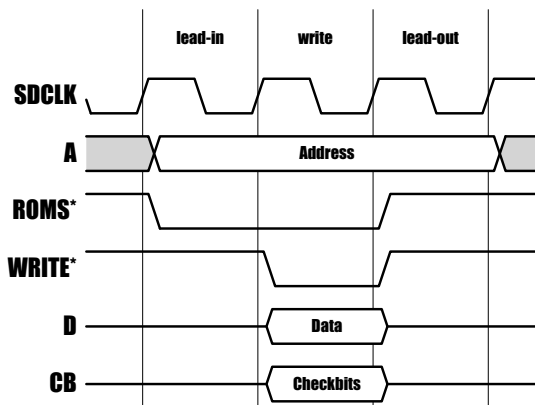 lead-in write lead-out
SDCLK
A Address
ROMS*
WRITE*
D Data
CB Checkbits